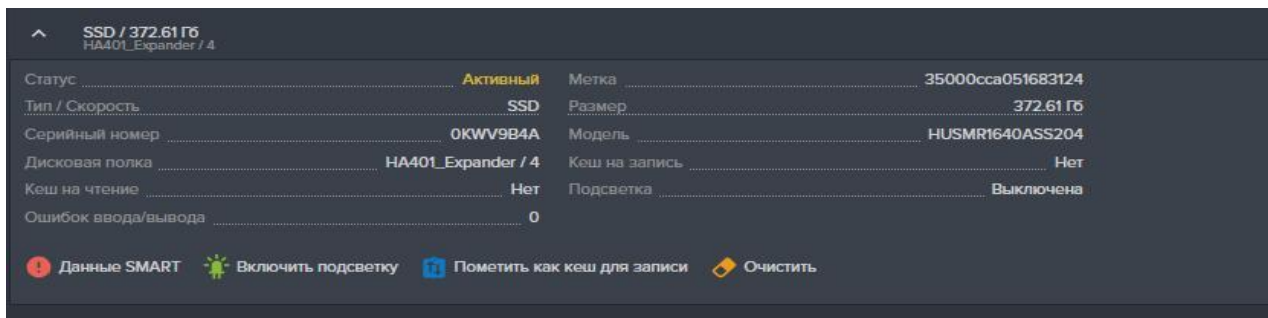 SSD / 372.61 Гб
HA401_Expander / 4
Статус Активный Метка 35000cca051683124
Тип / Скорость SSD Размер 372.61 Гб
Серийный номер 0KWV9B4A Модель HUSMR1640ASS204
Дисковая полка HA401_Expander / 4 Кеш на запись Нет
Кеш на чтение Нет Подсветка Выключена
Ошибок ввода/вывода 0
Данные SMART Включить подсветку Пометить как кеш для записи Очистить